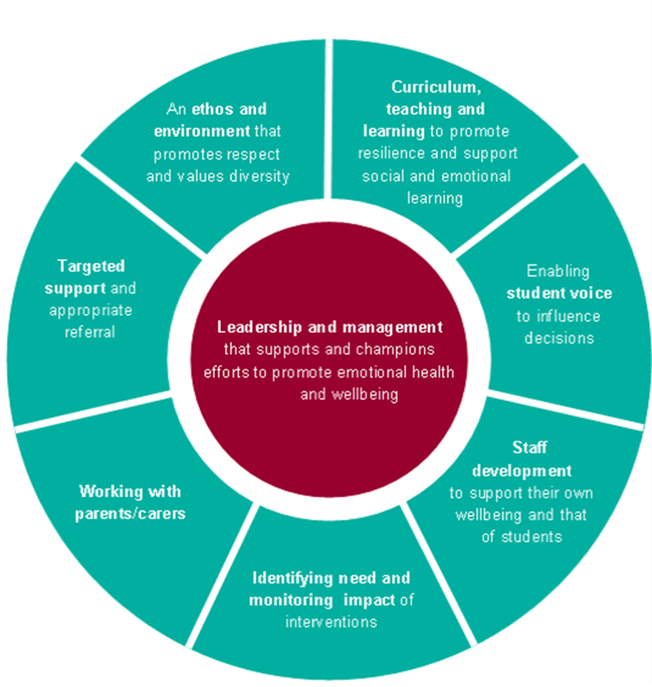 An ethos and
environment that
promotes respect
and values diversity
Curriculum,
teaching and
learning to promote
resilience and support
social and emotional
learning
Enabling
student voice
to influence
decisions
Staff
development
to support their own
wellbeing and that
of students
Identifying need and
monitoring impact of
interventions
Working with
parents/carers
Targeted
support and
appropriate
referral
Leadership and management
that supports and champions
efforts to promote emotional health
and wellbeing